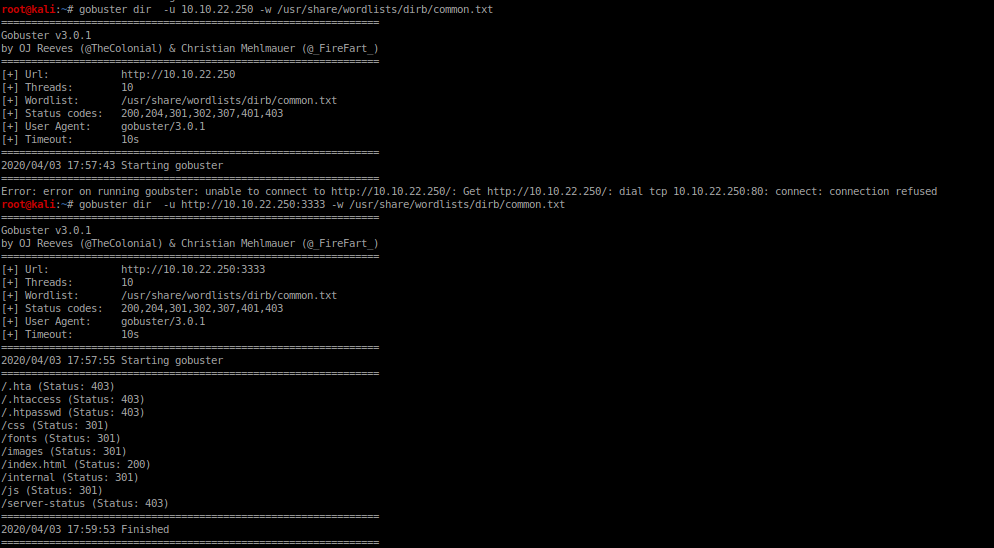 root@kali:~# gobuster dir  -u 10.10.22.250 -w /usr/share/wordlists/dirb/common.txt
===============================================================
Gobuster v3.0.1
by OJ Reeves (@TheColonial) & Christian Mehlmauer (@_FireFart_)
===============================================================
[+] Url:            http://10.10.22.250
[+] Threads:        10
[+] Wordlist:       /usr/share/wordlists/dirb/common.txt
[+] Status codes:   200,204,301,302,307,401,403
[+] User Agent:     gobuster/3.0.1
[+] Timeout:        10s
===============================================================
2020/04/03 17:57:43 Starting gobuster
===============================================================
Error: error on running goubster: unable to connect to http://10.10.22.250/: Get http://10.10.22.250/: dial tcp 10.10.22.250:80: connect: connection refused
root@kali:~# gobuster dir  -u http://10.10.22.250:3333 -w /usr/share/wordlists/dirb/common.txt
===============================================================
Gobuster v3.0.1
by OJ Reeves (@TheColonial) & Christian Mehlmauer (@_FireFart_)
===============================================================
[+] Url:            http://10.10.22.250:3333
[+] Threads:        10
[+] Wordlist:       /usr/share/wordlists/dirb/common.txt
[+] Status codes:   200,204,301,302,307,401,403
[+] User Agent:     gobuster/3.0.1
[+] Timeout:        10s
===============================================================
2020/04/03 17:57:55 Starting gobuster
===============================================================
/.hta (Status: 403)
/.htaccess (Status: 403)
/.htpasswd (Status: 403)
/css (Status: 301)
/fonts (Status: 301)
/images (Status: 301)
/index.html (Status: 200)
/internal (Status: 301)
/js (Status: 301)
/server-status (Status: 403)
===============================================================
2020/04/03 17:59:53 Finished
===============================================================